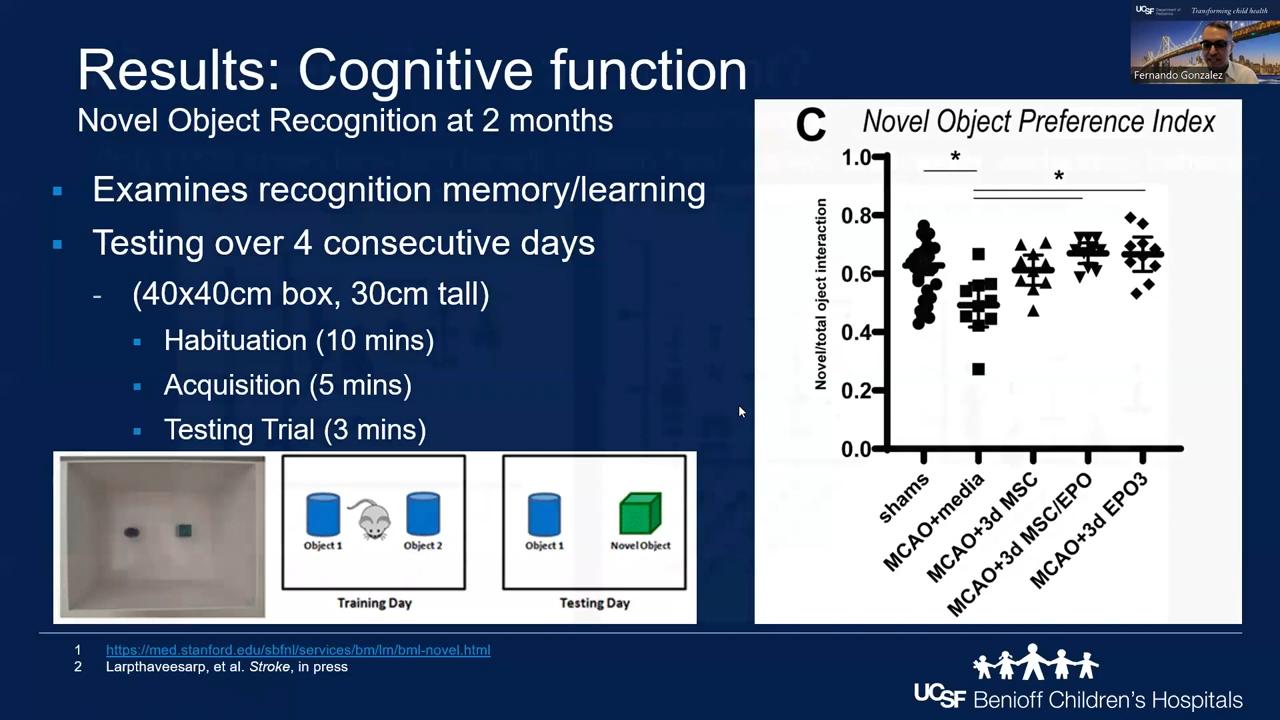 UCSF Department of Pediatrics
Transforming child health
Fernando Gonzalez
Results: Cognitive function
Novel Object Recognition at 2 months
Examines recognition memory/learning
Testing over 4 consecutive days
- (40x40cm box, 30cm tall)
Habituation (10 mins)
Acquisition (5 mins)
Testing Trial (3 mins)
Object 1
Object 2
Training Day
Object 1
Novel Object
Testing Day
C Novel Object Preference Index
*
*
Novel/total oject interaction
1.0
0.8
0.6
0.4
0.2
0.0
shams
MCAO+media
MCAO+3d MSC
MCAO+3d MSC/EPO
MCAO+3d EPO3
1 https://med.stanford.edu/sbfnl/services/bm/lm/bml-novel.html
2 Larpthaveesarp, et al. Stroke, in press
UCSF Benioff Children's Hospitals